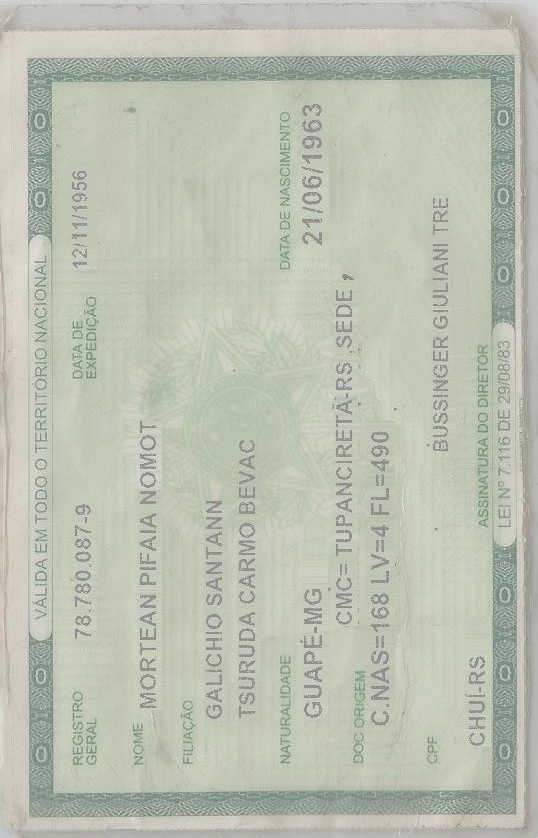 VÁLIDA EM TODO O TERRITÓRIO NACIONAL
REGISTRO GERAL 78.780.087-9 DATA DE EXPEDIÇÃO 12/11/1956
NOME MORTEAN PIFAIA NOMOT
FILIAÇÃO
GALICHIO SANTANN
TSURUDA CARMO BEVAC
NATURALIDADE DATA DE NASCIMENTO
GUAPÉ-MG 21/06/1963
DOC ORIGEM CMC= TUPANCIRETÃ-RS SEDE ,
C.NAS=168 LV=4 FL=490
CPF BUSSINGER GIULIANI TRE
CHUÍ-RS
ASSINATURA DO DIRETOR
LEI Nº 7.116 DE 29/08/83